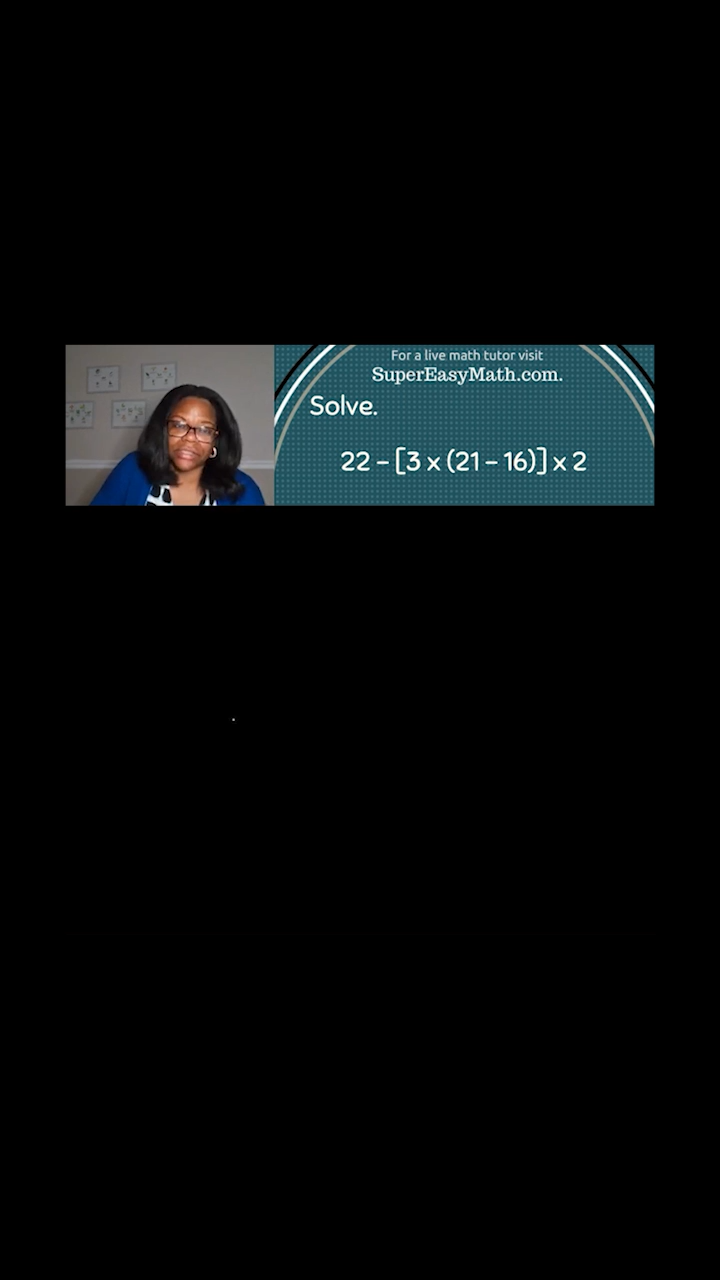 For a live math tutor visit
SuperEasyMath.com.
Solve.
22 – [3 x (21 – 16)] x 2